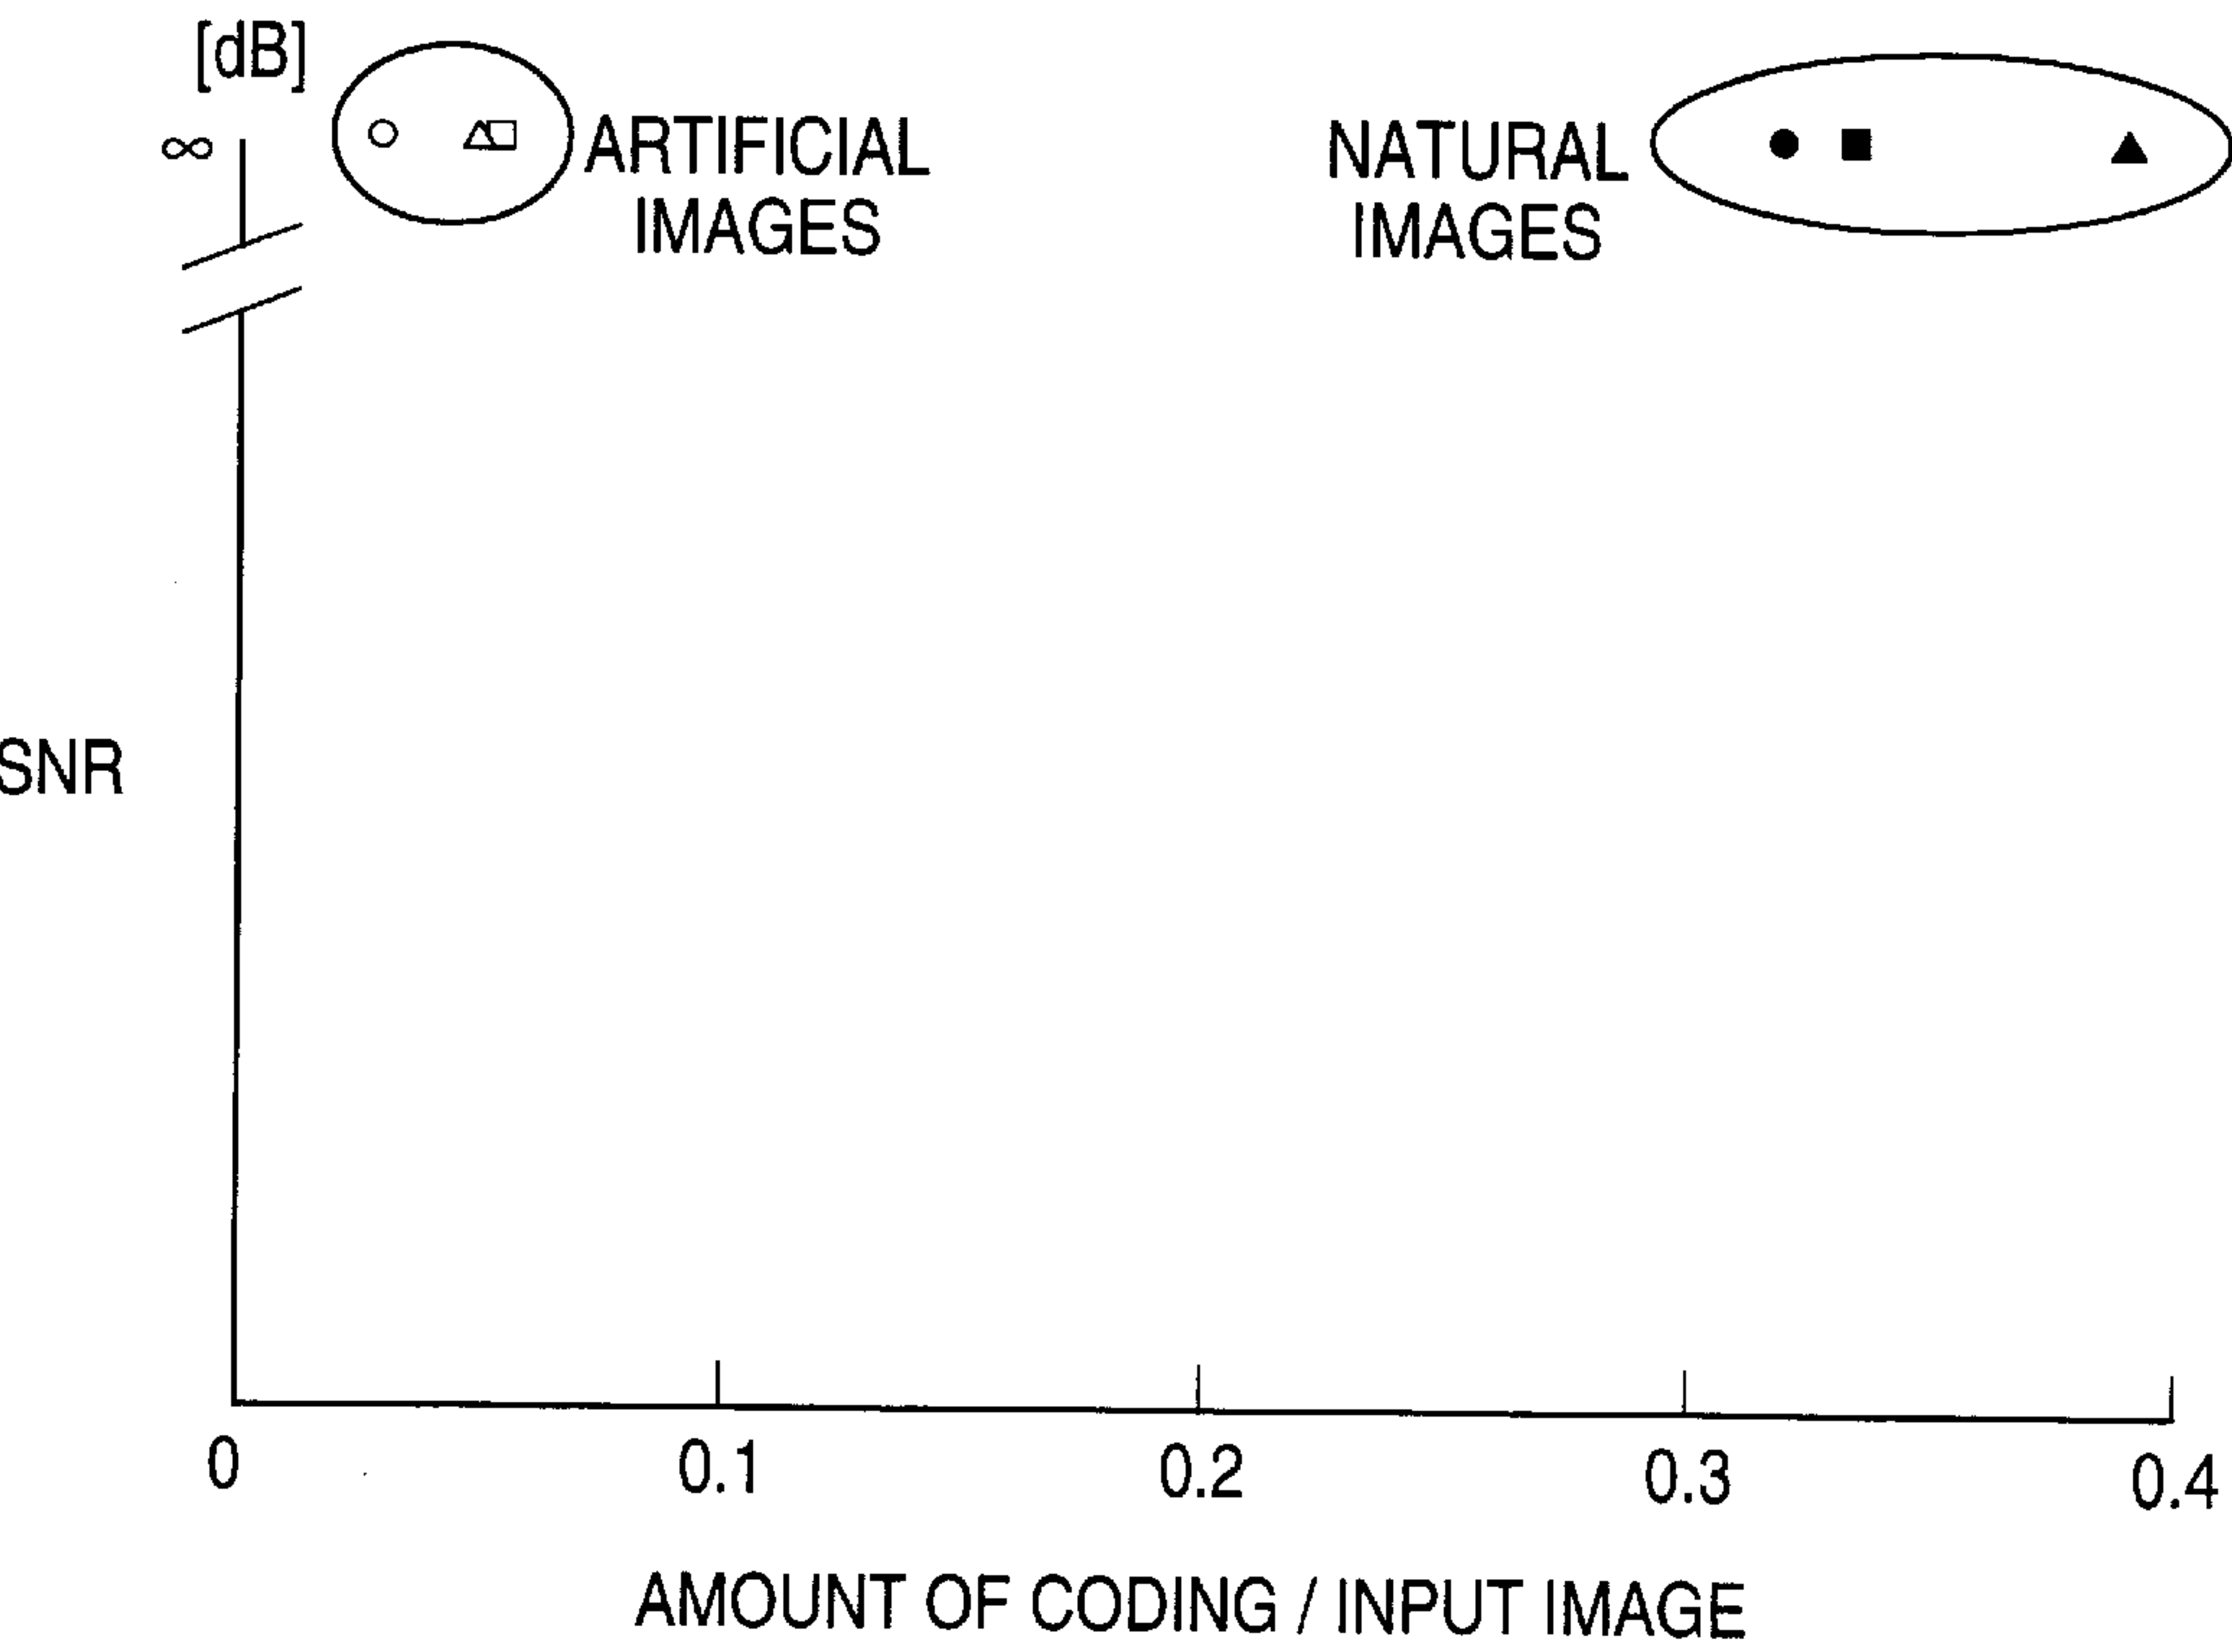 [dB]
∞
ARTIFICIAL
IMAGES
NATURAL
IMAGES
SNR
0
0.1
0.2
0.3
0.4
AMOUNT OF CODING / INPUT IMAGE